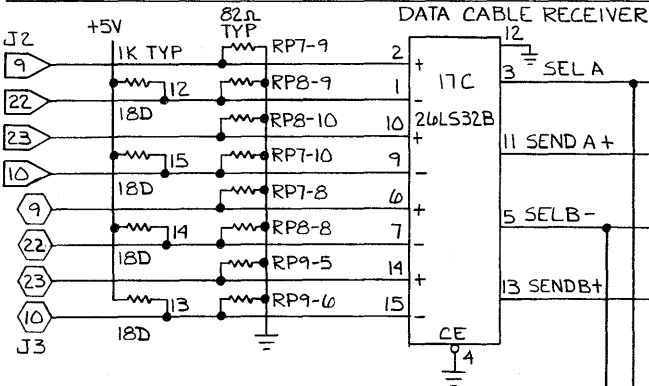 DATA CABLE RECEIVER
J2
+5V
82Ω
TYP
1K TYP
9
RP7-9
2
+
12
17C
26LS32B
3 SEL A
22
18D
12
RP8-9
1
-
23
RP8-10
10
+
11 SEND A+
10
18D
15
RP7-10
9
-
9
RP7-8
6
+
5 SELB-
22
18D
14
RP8-8
7
-
23
RP9-5
14
+
13 SENDB+
10
18D
13
RP9-6
15
-
J3
CE
4